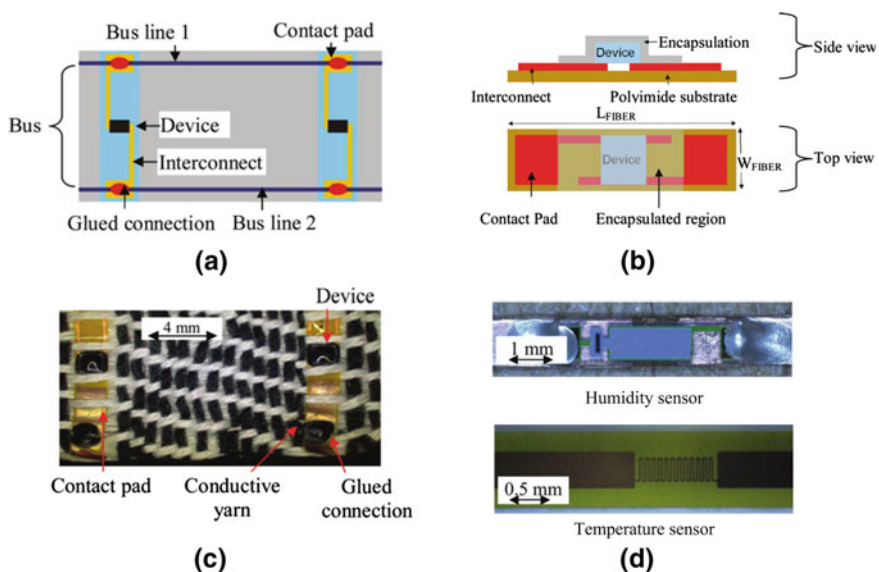 Bus line 1
Contact pad
Bus
Device
Interconnect
Glued connection
Bus line 2
(a)
Device
Encapsulation
Side view
Interconnect
Polyimide substrate
L FIBER
Device
W FIBER
Top view
Contact Pad
Encapsulated region
(b)
Device
4 mm
Contact pad
Conductive
yarn
Glued
connection
(c)
1 mm
Humidity sensor
0.5 mm
Temperature sensor
(d)